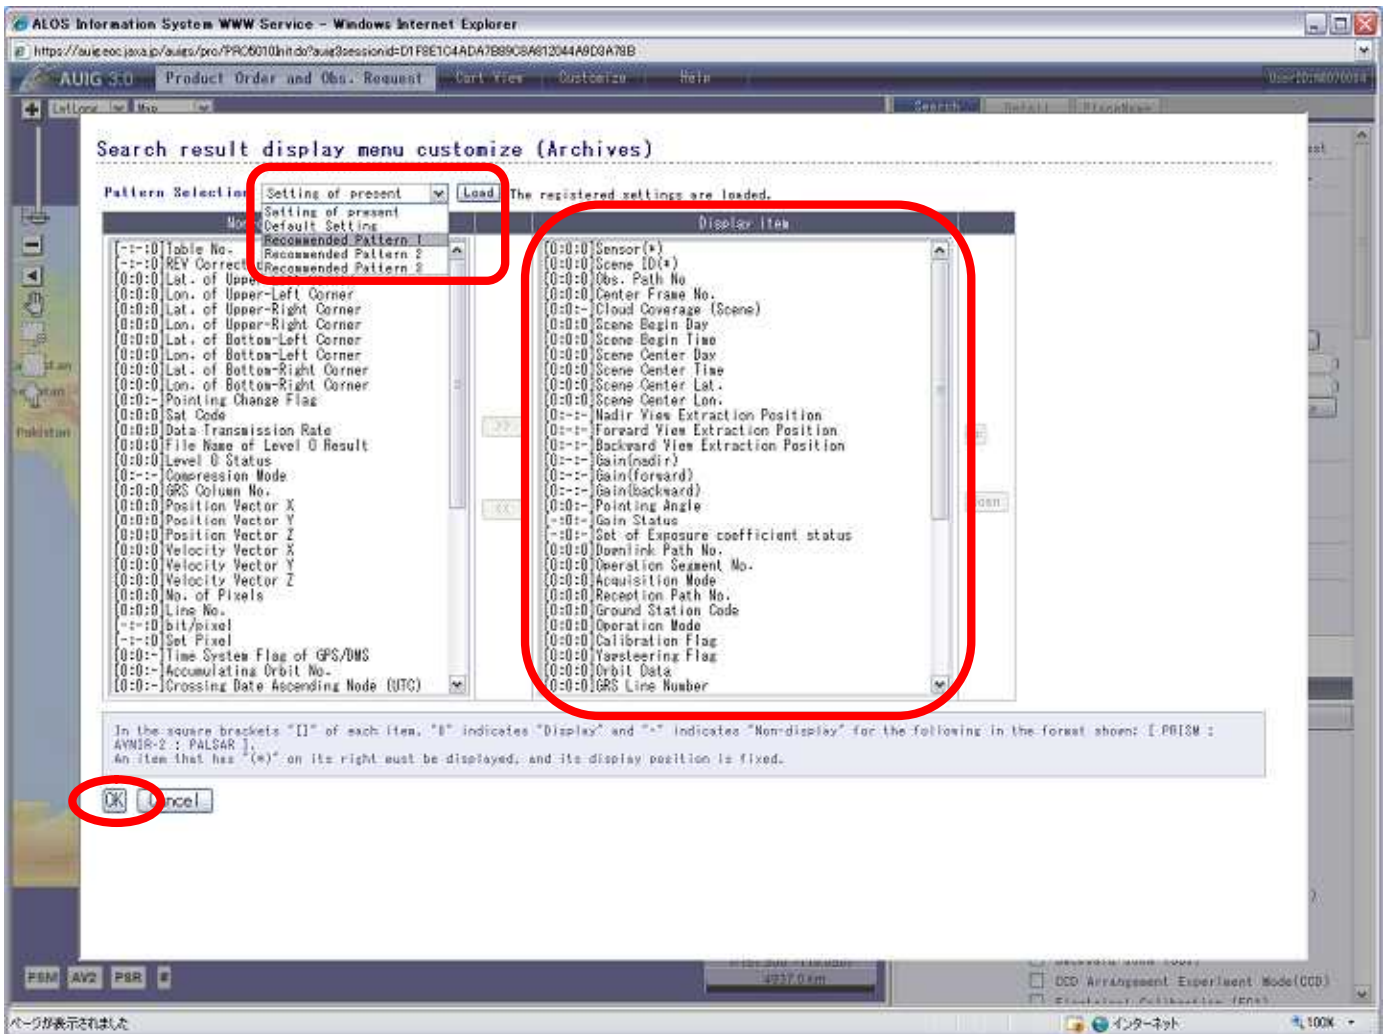 ALOS Information System WWW Service - Windows Internet Explorer
AUIG 3.0 Product Order and Obs. Request Cart View Customize Help
LatLong Map Search Detail
Search result display menu customize (Archives)
Pattern Selection Setting of present Load The registered settings are loaded.
Setting of present
Default Setting
Recommended Pattern 1
Recommended Pattern 2
Recommended Pattern 3
[-:-:0]Table No.
[-:-:0]REV Correct
[0:0:0]Lat. of Upper
[0:0:0]Lon. of Upper-Left Corner
[0:0:0]Lat. of Upper-Right Corner
[0:0:0]Lon. of Upper-Right Corner
[0:0:0]Lat. of Bottom-Left Corner
[0:0:0]Lon. of Bottom-Left Corner
[0:0:0]Lat. of Bottom-Right Corner
[0:0:0]Lon. of Bottom-Right Corner
[0:0:-]Pointing Change Flag
[0:0:0]Sat Code
[0:0:0]Data Transmission Rate
[0:0:0]File Name of Level 0 Result
[0:0:0]Level 0 Status
[0:-:-]Compression Mode
[0:0:0]GRS Column No.
[0:0:0]Position Vector X
[0:0:0]Position Vector Y
[0:0:0]Position Vector Z
[0:0:0]Velocity Vector X
[0:0:0]Velocity Vector Y
[0:0:0]Velocity Vector Z
[0:0:0]No. of Pixels
[0:0:0]Line No.
[-:-:0]bit/pixel
[-:-:0]Set Pixel
[0:0:-]Time System Flag of GPS/DMS
[0:0:-]Accumulating Orbit No.
[0:0:-]Crossing Date Ascending Node (UTC)
>>
<<
Display item
[0:0:0]Sensor(*)
[0:0:0]Scene ID(*)
[0:0:0]Obs. Path No
[0:0:0]Center Frame No.
[0:0:-]Cloud Coverage (Scene)
[0:0:0]Scene Begin Day
[0:0:0]Scene Begin Time
[0:0:0]Scene Center Day
[0:0:0]Scene Center Time
[0:0:0]Scene Center Lat.
[0:0:0]Scene Center Lon.
[0:-:-]Nadir View Extraction Position
[0:-:-]Forward View Extraction Position
[0:-:-]Backward View Extraction Position
[0:-:-]Gain(nadir)
[0:-:-]Gain(forward)
[0:-:-]Gain(backward)
[0:0:-]Pointing Angle
[-:0:-]Gain Status
[-:0:-]Set of Exposure coefficient status
[0:0:0]Downlink Path No.
[0:0:0]Operation Segment No.
[0:0:0]Acquisition Mode
[0:0:0]Reception Path No.
[0:0:0]Ground Station Code
[0:0:0]Operation Mode
[0:0:0]Calibration Flag
[0:0:0]Yawsteering Flag
[0:0:0]Orbit Data
[0:0:0]GRS Line Number
In the square brackets "[]" of each item, "0" indicates "Display" and "-" indicates "Non-display" for the following in the format shown: [ PRISM :
AVNIR-2 : PALSAR ].
An item that has "(*)" on its right must be displayed, and its display position is fixed.
OK ncel
Pakistan
PSM AV2 PSR #
4937.0 km
CCD Arrangement Experiment Mode(CCD)
ページが表示されました インターネット 100%